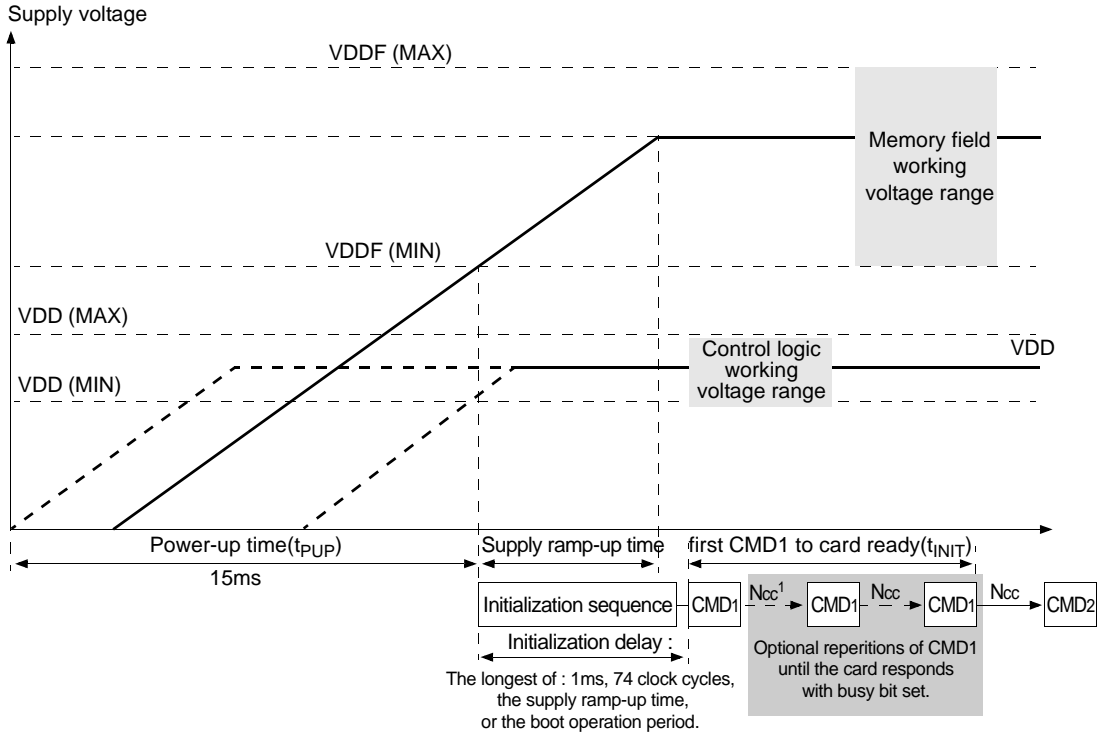 Supply voltage
VDDF (MAX)
Memory field
working
voltage range
VDDF (MIN)
VDD (MAX)
Control logic
working
voltage range
VDD
VDD (MIN)
Power-up time(tPUP)
15ms
Supply ramp-up time
first CMD1 to card ready(tINIT)
Initialization sequence
CMD1
Ncc1
CMD1
Ncc
CMD1
Ncc
CMD2
Initialization delay :
The longest of : 1ms, 74 clock cycles,
the supply ramp-up time,
or the boot operation period.
Optional reperitions of CMD1
until the card responds
with busy bit set.